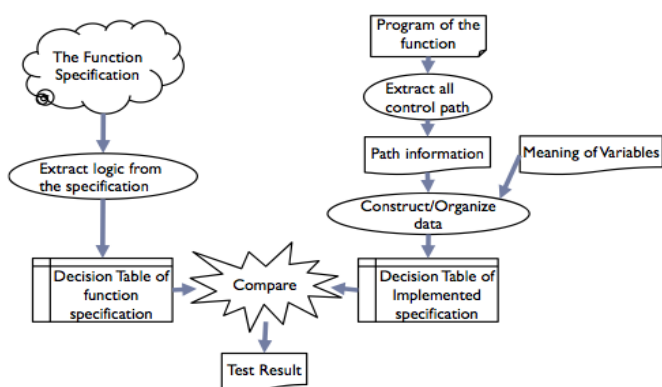 The Function
Specification
Program of the
function
Extract all
control path
Extract logic from
the specification
Path information
Meaning of Variables
Construct/Organize
data
Decision Table of
function
specification
Compare
Decision Table of
Implemented
specification
Test Result